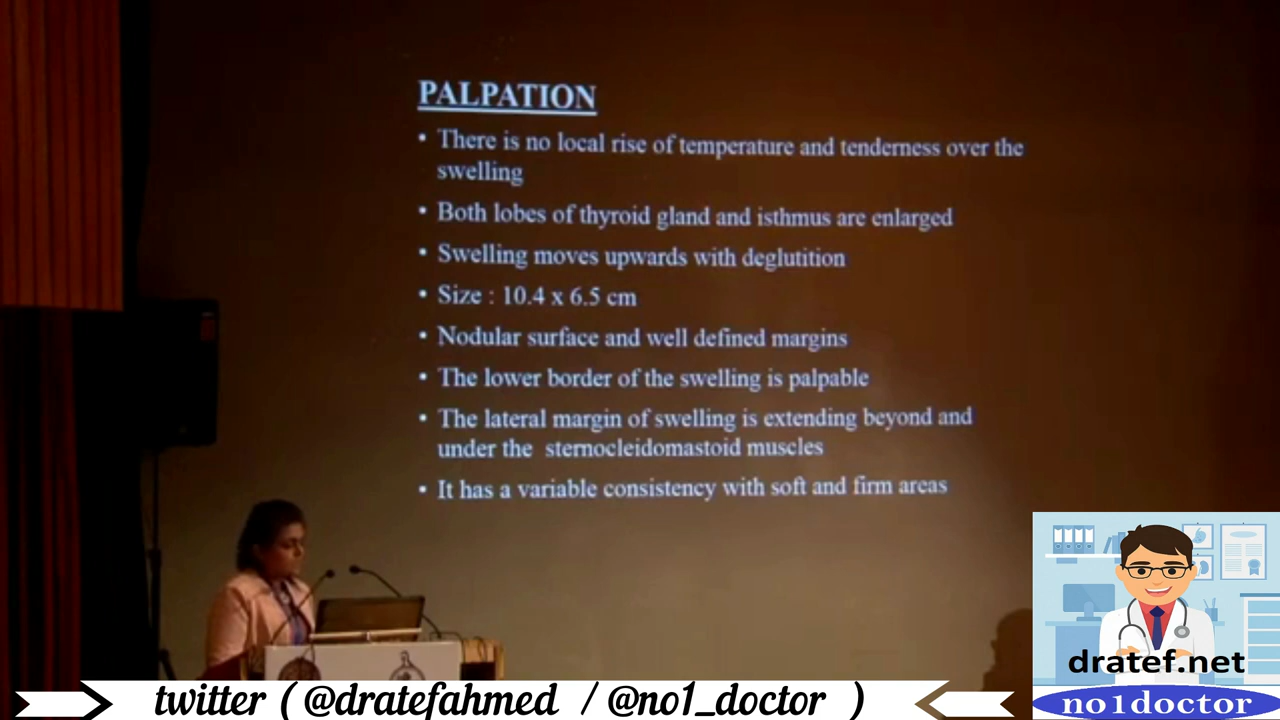 PALPATION
• There is no local rise of temperature and tenderness over the
swelling
• Both lobes of thyroid gland and isthmus are enlarged
• Swelling moves upwards with deglutition
• Size : 10.4 x 6.5 cm
• Nodular surface and well defined margins
• The lower border of the swelling is palpable
• The lateral margin of swelling is extending beyond and
under the sternocleidomastoid muscles
• It has a variable consistency with soft and firm areas
dratef.net
no1doctor
twitter ( @dratefahmed / @no1_doctor )